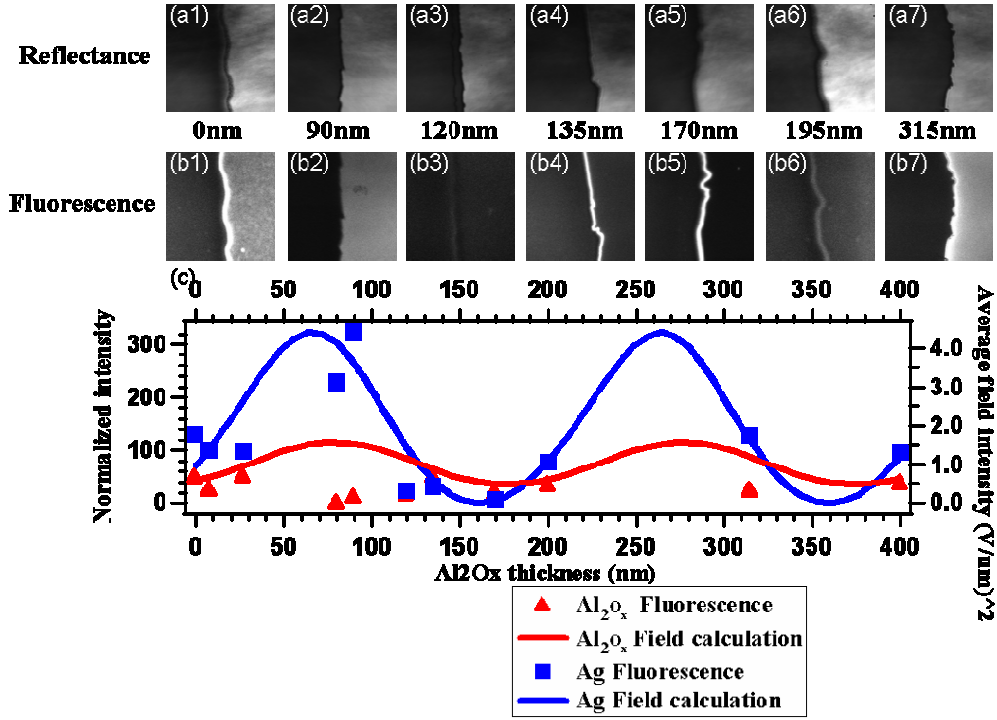 (a1) (a2) (a3) (a4) (a5) (a6) (a7)
Reflectance
0nm 90nm 120nm 135nm 170nm 195nm 315nm
(b1) (b2) (b3) (b4) (b5) (b6) (b7)
Fluorescence
(c)
0 50 100 150 200 250 300 350 400
Normalized intensity
300
200
100
0
4.0
3.0
2.0
1.0
0.0
Average field Intensity (V/nm)^2
0 50 100 150 200 250 300 350 400
Al2Ox thickness (nm)
Al₂oₓ Fluorescence
Al₂oₓ Field calculation
Ag Fluorescence
Ag Field calculation